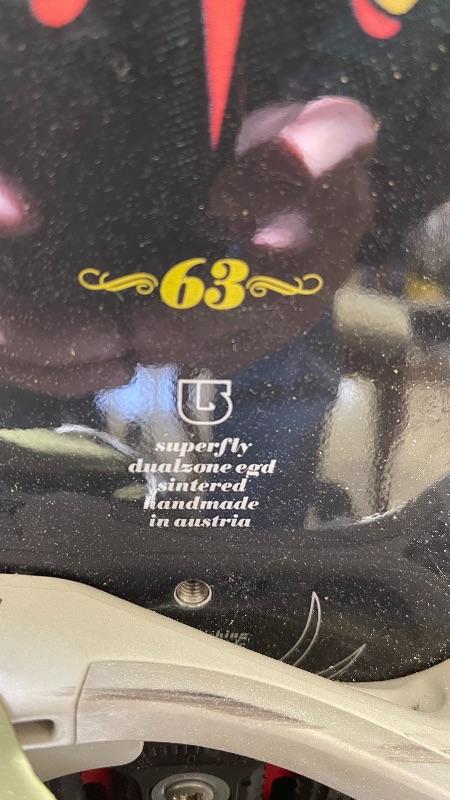 63
superfly
dualzone egd
sintered
handmade
in austria